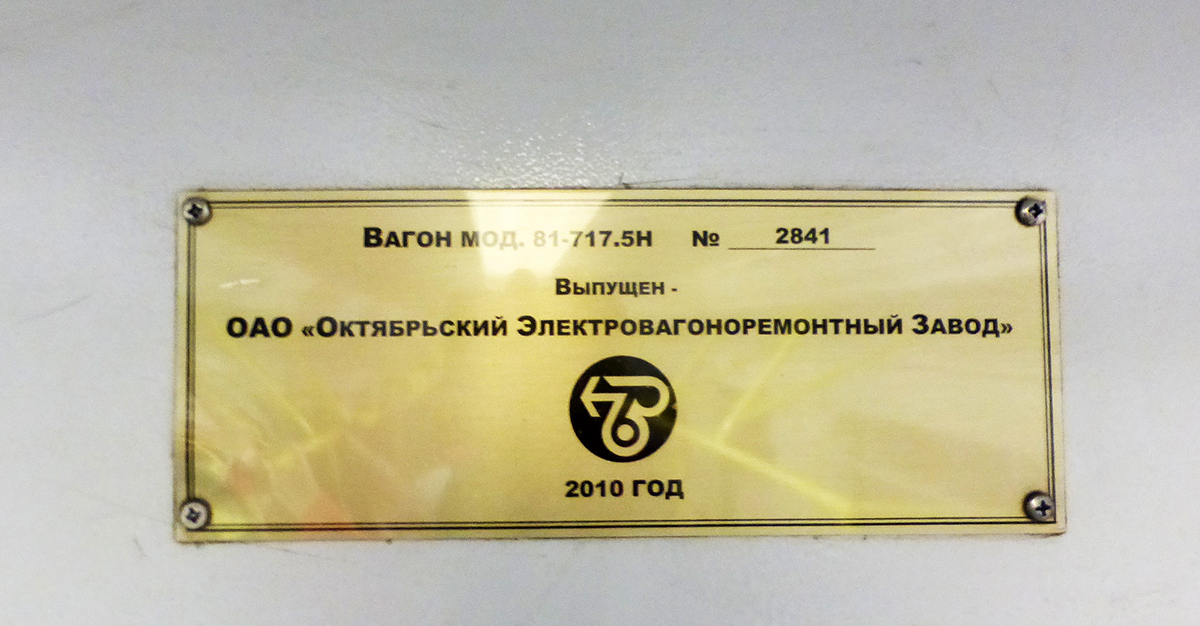 Вагон мод. 81-717.5Н № 2841
Выпущен -
ОАО «Октябрьский Электровагоноремонтный Завод»
2010 год